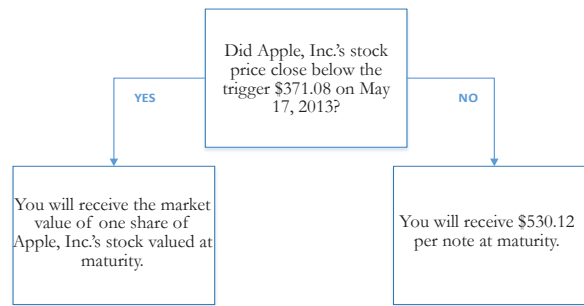 Did Apple, Inc.'s stock
price close below the
trigger $371.08 on May
17, 2013?
YES
NO
You will receive the market
value of one share of
Apple, Inc.'s stock valued at
maturity.
You will receive $530.12
per note at maturity.